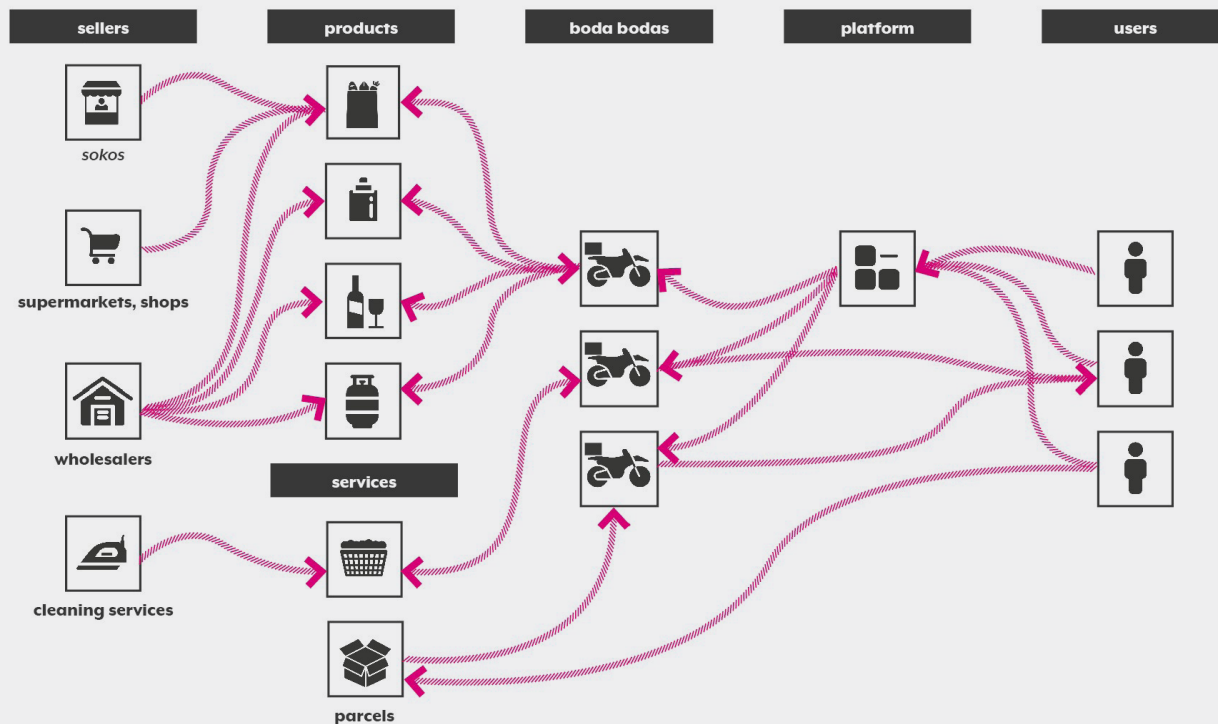 sellers
products
boda bodas
platform
users
sokos
supermarkets, shops
wholesalers
services
cleaning services
parcels